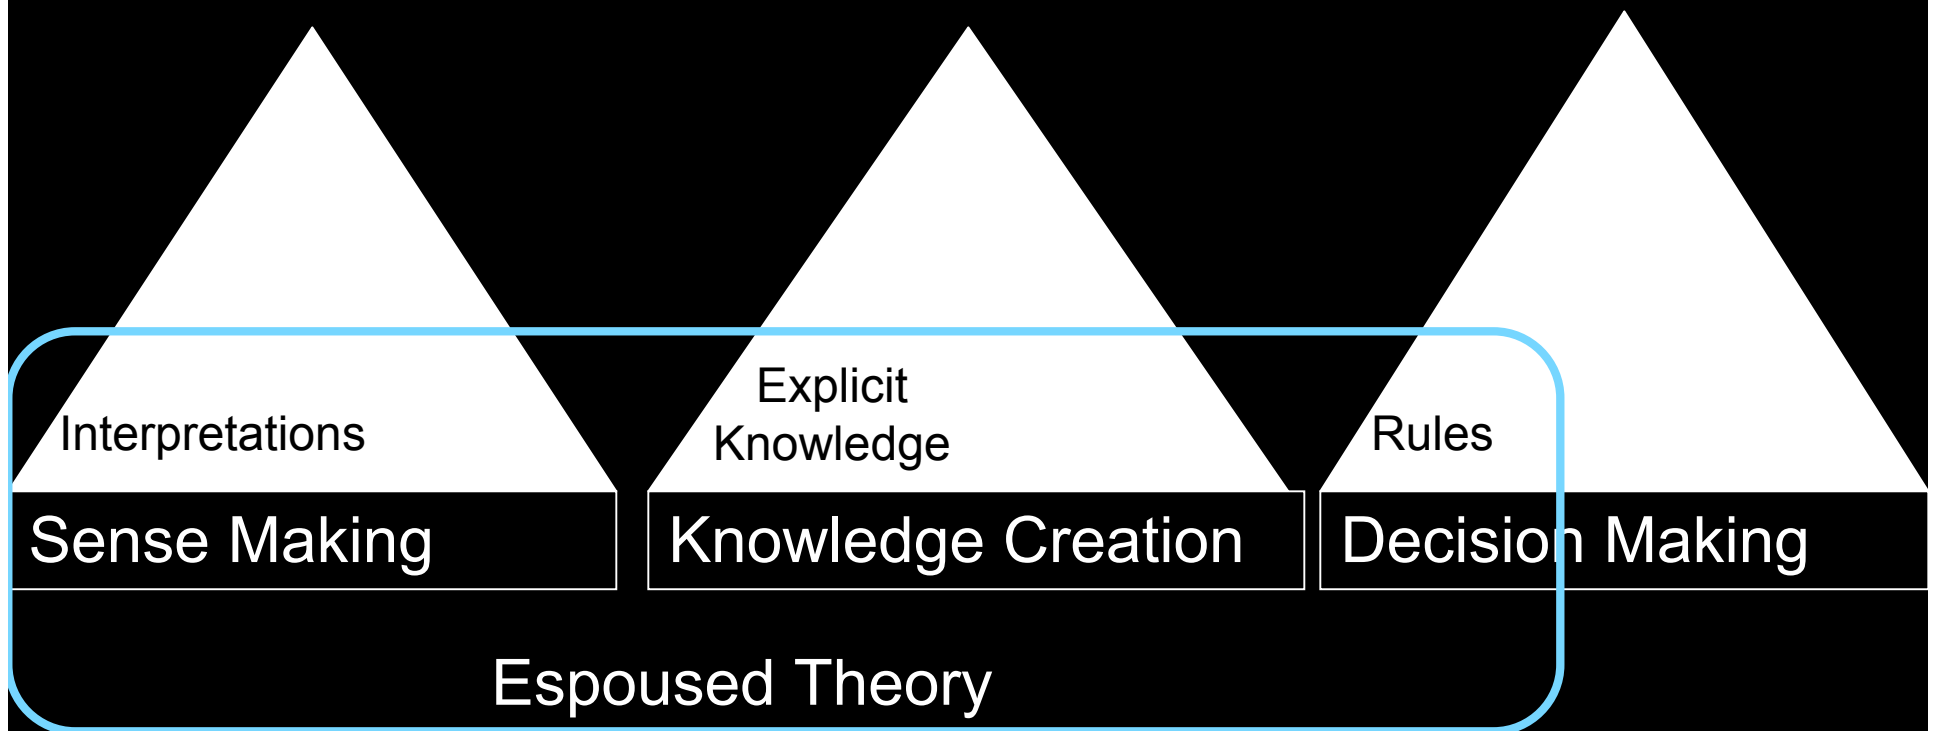 Interpretations
Explicit
Knowledge
Rules
Sense Making
Knowledge Creation
Decision Making
Espoused Theory